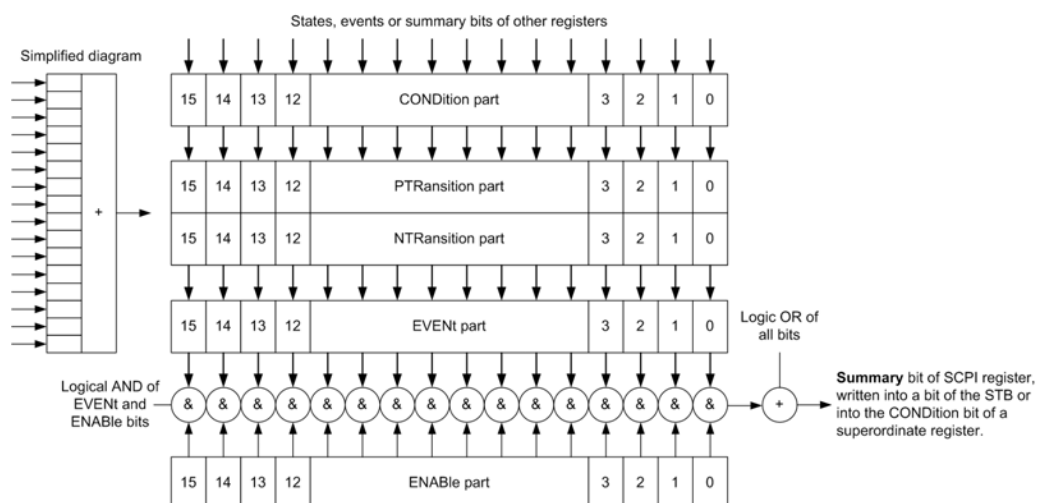 States, events or summary bits of other registers
Simplified diagram
15 14 13 12 CONDition part 3 2 1 0
15 14 13 12 PTRansition part 3 2 1 0
+
15 14 13 12 NTRansition part 3 2 1 0
15 14 13 12 EVENt part 3 2 1 0
Logic OR of
all bits
Logical AND of
EVENt and
ENABle bits
& & & & & & & & & & & & & & & &
+
Summary bit of SCPI register,
written into a bit of the STB or
into the CONDition bit of a
superordinate register.
15 14 13 12 ENABle part 3 2 1 0